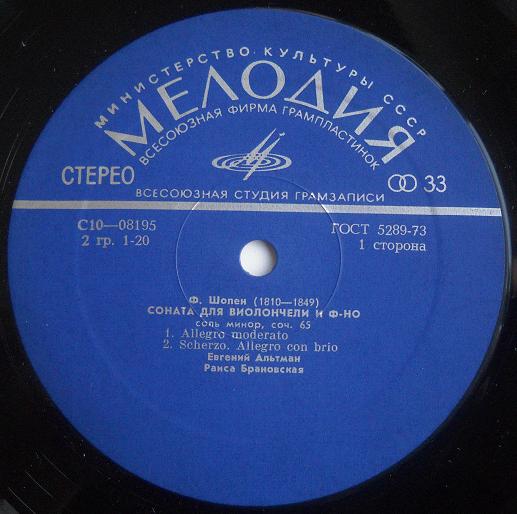 МИНИСТЕРСТВО КУЛЬТУРЫ СССР
МЕЛОДИЯ
ВСЕСОЮЗНАЯ ФИРМА ГРАМПЛАСТИНОК
СТЕРЕО
33
ВСЕСОЮЗНАЯ СТУДИЯ ГРАМЗАПИСИ
С10—08195
ГОСТ 5289-73
2 гр. 1-20
1 сторона
Ф. Шопен (1810—1849)
СОНАТА ДЛЯ ВИОЛОНЧЕЛИ И Ф-НО
соль минор, соч. 65
1. Allegro moderato
2. Scherzo. Allegro con brio
Евгений Альтман
Раиса Брановская